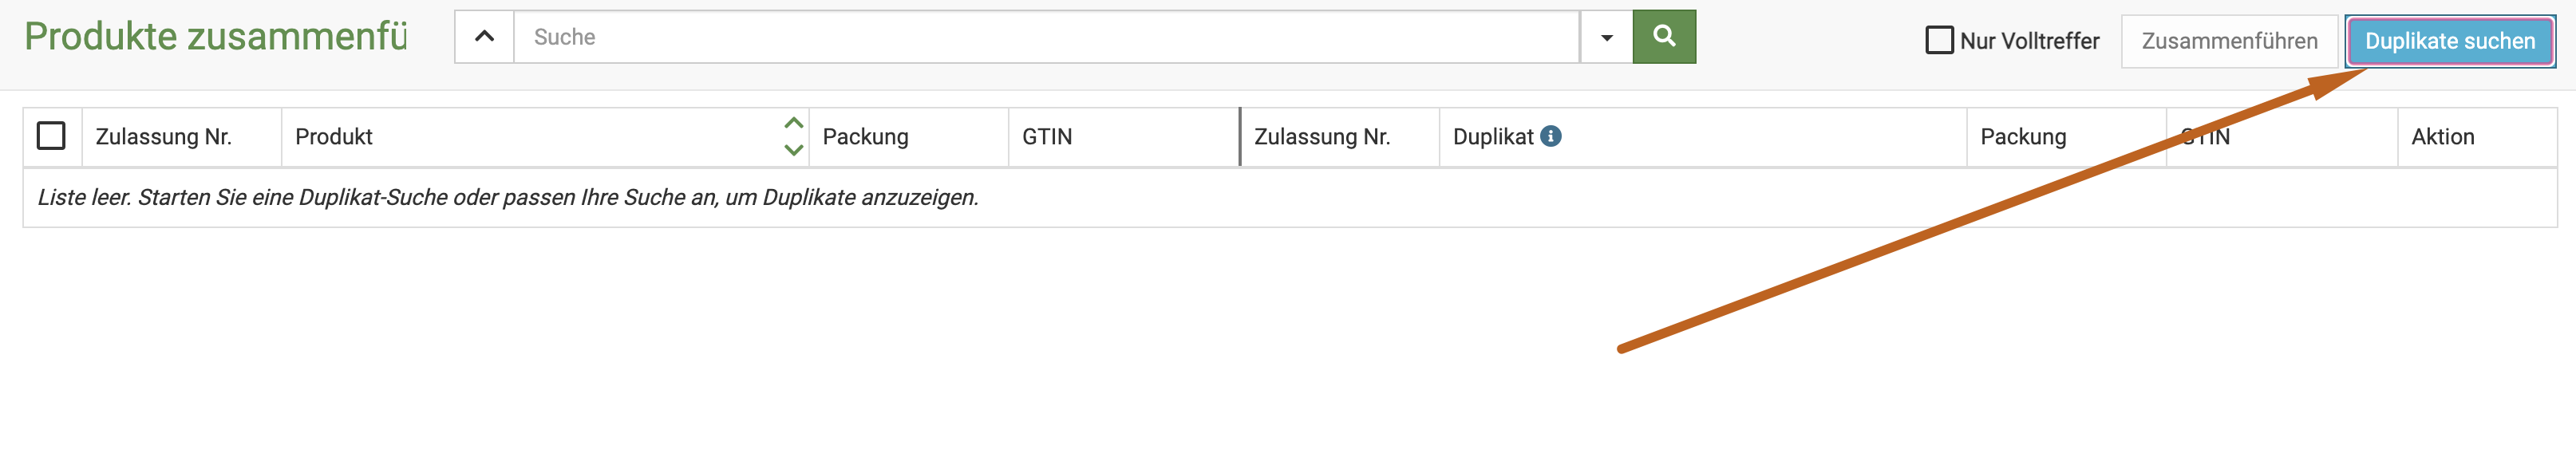 Produkte zusammenfü
Suche
Nur Volltreffer
Zusammenführen
Duplikate suchen
Zulassung Nr. Produkt Packung GTIN Zulassung Nr. Duplikat Packung GTIN Aktion
Liste leer. Starten Sie eine Duplikat-Suche oder passen Ihre Suche an, um Duplikate anzuzeigen.